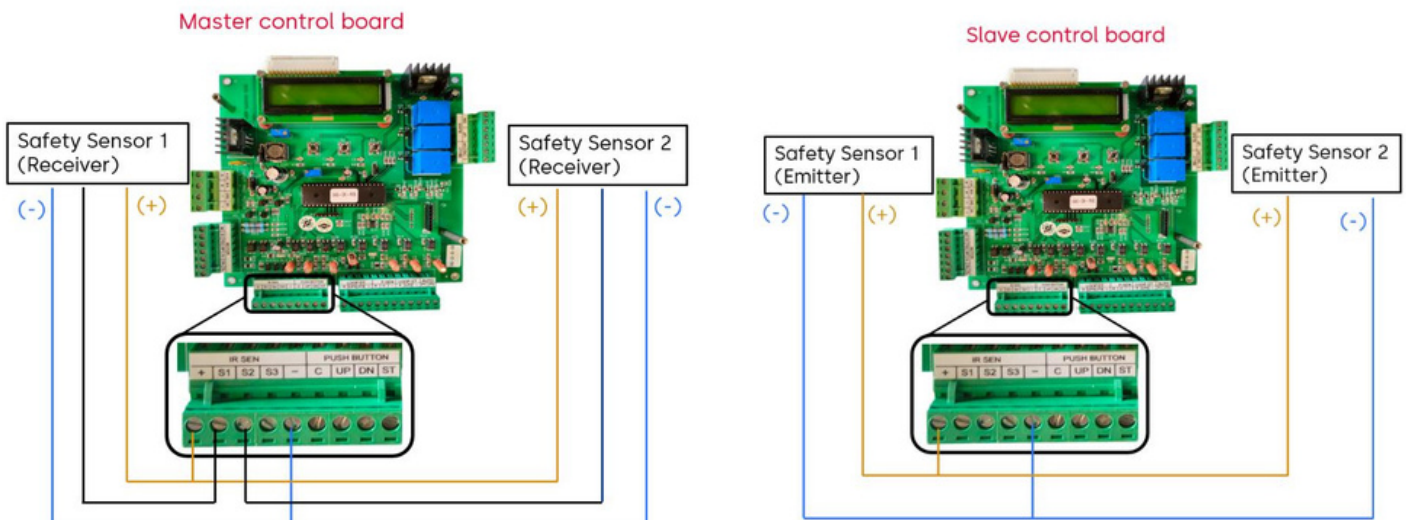 Master control board
Safety Sensor 1
(Receiver)
(-)
(+)
Safety Sensor 2
(Receiver)
(+)
(-)
IR SEN
PUSH BUTTON
+ S1 S2 S3 − C UP DN ST
Slave control board
Safety Sensor 1
(Emitter)
(-)
(+)
Safety Sensor 2
(Emitter)
(+)
(-)
IR SEN
PUSH BUTTON
+ S1 S2 S3 − C UP DN ST